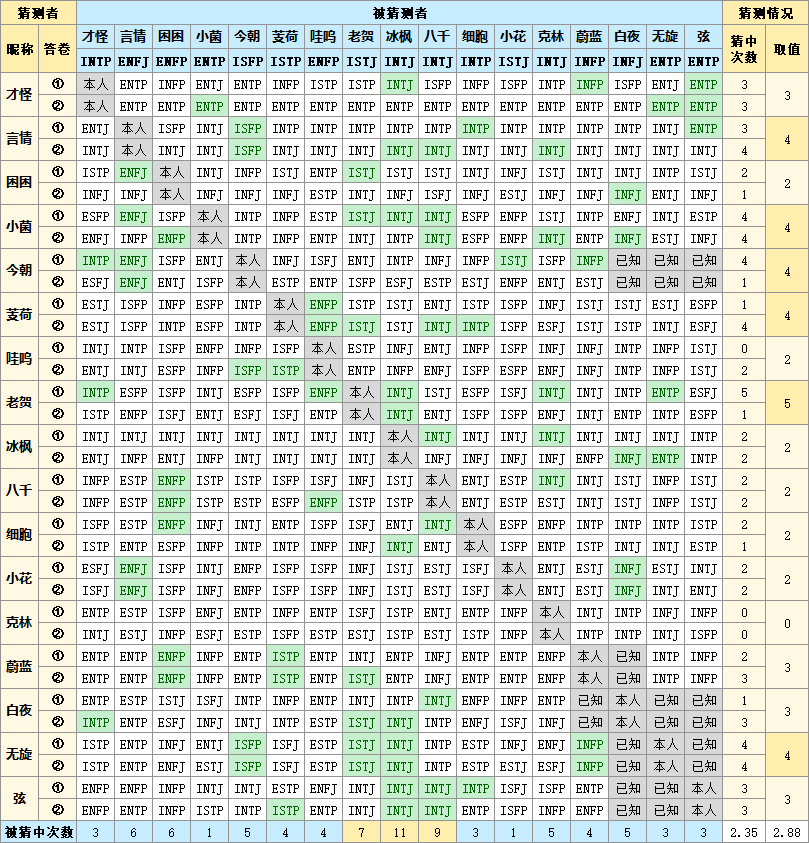 猜测者 被猜测者 猜测情况
昵称 答卷 才怪 言情 困困 小菌 今朝 芰荷 哇呜 老贺 冰枫 八千 细胞 小花 克林 蔚蓝 白夜 无旋 弦 猜中次数 取值
INTP ENFJ ENFP ENTP ISFP ISTP ENFP ISTJ INTJ INTJ INTP ISTJ INTJ INFP INFJ ENTP ENTP
才怪 ① 本人 ENTP INFP ENTJ ENTP INFP ISTP ISTP INTJ ISFP INFP ISFP ENTP INFP ISFP ENTJ ENTP 3 3
② 本人 ENTP ENTP ENTP ENTP ENTP ENTP ENTP ENTP ENTP ENTP ENTP ENTP ENTP ENTP ENTP ENTP 3
言情 ① ENTJ 本人 ISFP INTJ ISFP INTP INTP INTP INTP INTP INTP INTP INTP INTP INTP INTJ ENTP 3 4
② INTJ 本人 INTJ INTJ ISFP INTJ INTJ INTJ INTJ INTJ INTJ INTJ INTJ INTJ INTJ INTJ INTJ 4
困困 ① ISTP ENFJ 本人 INTJ INFP ISTJ ENTP ISTJ ISTP ISTJ INTJ INFJ ENTJ INTJ INTP INTP ISTP 2 2
② INFJ INFJ 本人 INFJ INFJ INFJ ESTP INTJ INFJ ISFJ INFJ ESTJ INFJ INFJ INFJ ENTJ INFP 1
小菌 ① ESFP ENFJ ISFP 本人 INTP INFP ESTP ISTJ INTJ INTJ ESFP ENFP ISTJ INTP ENFJ INTJ ESTP 4 4
② ENFJ INFP ENFP 本人 INTP INFP ENTP INTJ INTP INTJ ESFP ENFP INTJ ENTP INFJ ESTJ INFJ 4
今朝 ① INTP ENFJ ISFP ENTJ 本人 INFJ ISFJ ENTJ INTP ENTP INFJ ISTJ ISFP INFP 已知 已知 已知 4 4
② ESFJ ENFJ ENTJ ISFP 本人 ESTP ENTP ESFP ISFJ ENTP ESTP ISTP ENFP ENTJ 已知 已知 已知 1
芰荷 ① ESTJ ISFP INFP ENFP INTP 本人 ENFP ISTP ESTP ISFJ ENTJ ESTJ ENFJ ISFP ISTJ ESTJ ESFP 1 4
② ESTJ ISFP INFP ESFP INTP 本人 ENFP ISTJ ISTP INTJ INTP ISFP ESFJ ISTJ ISTP INTJ ESFP 4
哇呜 ① INTJ INTP ISFP ENFP INFP ISFP 本人 ESTP INFJ ENTJ INFP ISFP INFJ INFJ INTP INFP ISTJ 0 2
② ENTJ INTJ INFP ENFP ISFP ISTP 本人 ENTP INFP ENFJ ISFP ENFP ISFJ INTP ENTP INFP ISTJ 2
老贺 ① INTP ESFP ISFP INTJ ESFP ISFP ENFP 本人 INTJ ISTJ ESFP ISFJ INTJ INTJ INTP ENTP ESFJ 5 5
② ISTP ENFP ISFJ ENTJ ESFJ ISFJ ENTP 本人 INTJ ENTJ ISFP ESFP ENFJ INTJ ENTP INTP ESFP 1
冰枫 ① INTJ INTJ INTJ INTJ INTJ INTJ INTJ INTJ 本人 INTJ INTJ INTJ INTJ INTJ INTJ INTJ INTJ 2 2
② ENTJ INFP ENTJ INFP INTJ INTJ INTJ INTJ 本人 INFJ INFJ INFJ INFJ ENFP INFJ ENTP INTP 2
八千 ① INFP ESTP ENFP ISTP ISTP ISFP INFJ INFJ ISTJ 本人 ENTJ ESTP INTJ ISTJ ISTJ INFP ISTJ 2 2
② INFP ESTP ENFP ESTP ESTP ESFP ENFP ISTP ISTP 本人 ENTJ ESTP ESTJ INTJ INTJ INTP ISTJ 2
细胞 ① ISFP ESTP ENFP INFJ INTJ ENTP ISFP ISFJ ENTJ INTJ 本人 ESFP ENFP INTP INTP INTP INTP 2 2
② ISTP ENTP ESFP INFP INTP INTP INTP INFP INTJ ENTJ 本人 ISFP ENTP ISTP INTJ INTJ ESTP 1
小花 ① ESFJ ENFJ ISFP ENTJ ISFP INFJ ISFP INFJ ISTP ESTJ ISFJ 本人 ENTJ ESTJ INFJ ESTJ INTJ 2 2
② ISFJ ENFJ ISFP INFJ ISFP INTJ ISFP INFJ ISTP ESTJ ISTP 本人 ENTJ ESTJ INFJ INTJ ENTJ 2
克林 ① ENTP ESTP ISFP ENFJ ENTP INFP ENFP INFP ISFJ ISTP ENTJ INFP 本人 INTJ INTP INFJ INFP 0 0
② INTJ ESTJ INFP ESFJ ESTP ISFP ESTP ESTJ ISTP ESTJ ISTP INFP 本人 INTP INTP INTJ ISFP 0
蔚蓝 ① ENTP ENTP ENFP INFP ENTP ISTP ENTP INTJ ENTP INFJ ENTP ENTP ENFP 本人 已知 INTP INFP 2 3
② ENTP ENTP ENFP INFP ENTP ISTP ENTP ISTJ ENTP INFP ENTP ENTP ENFP 本人 已知 INTP INFP 3
白夜 ① ENTP ESTP ISTJ ISFJ INTP INFP ENTP INTJ INTP INTJ ENFP INFP ENTP 已知 本人 已知 已知 1 3
② INTP ENTP ESFJ INFJ INTJ INFP ENTP ISTJ INTJ INTP ENFJ ISFJ INFJ 已知 本人 已知 已知 3
无旋 ① ISTP ENTP INFJ ENTJ ISFP ISFJ ESTP ISTJ INTJ INTP ESTP ENTJ ENFJ INFP 已知 本人 已知 4 4
② ISTP ENTP ENFJ ESTP ISFP ISFJ ESTP ISTJ INTJ INTP ENTP ISTJ ESFJ INFP 已知 本人 已知 4
弦 ① ENFP ENFP INFP INTJ INTJ ESTP ENFJ INTJ INTJ INTJ INTP ISFJ ISFP ENTP 已知 已知 本人 3 3
② ENFP ENTP INFP ISTP INTP ISTP ENTP INTP INTJ INTJ ENFP ISFP INFP ENFP 已知 已知 本人 3
被猜中次数 3 6 6 1 5 4 4 7 11 9 3 1 5 4 5 3 3 2.35 2.88